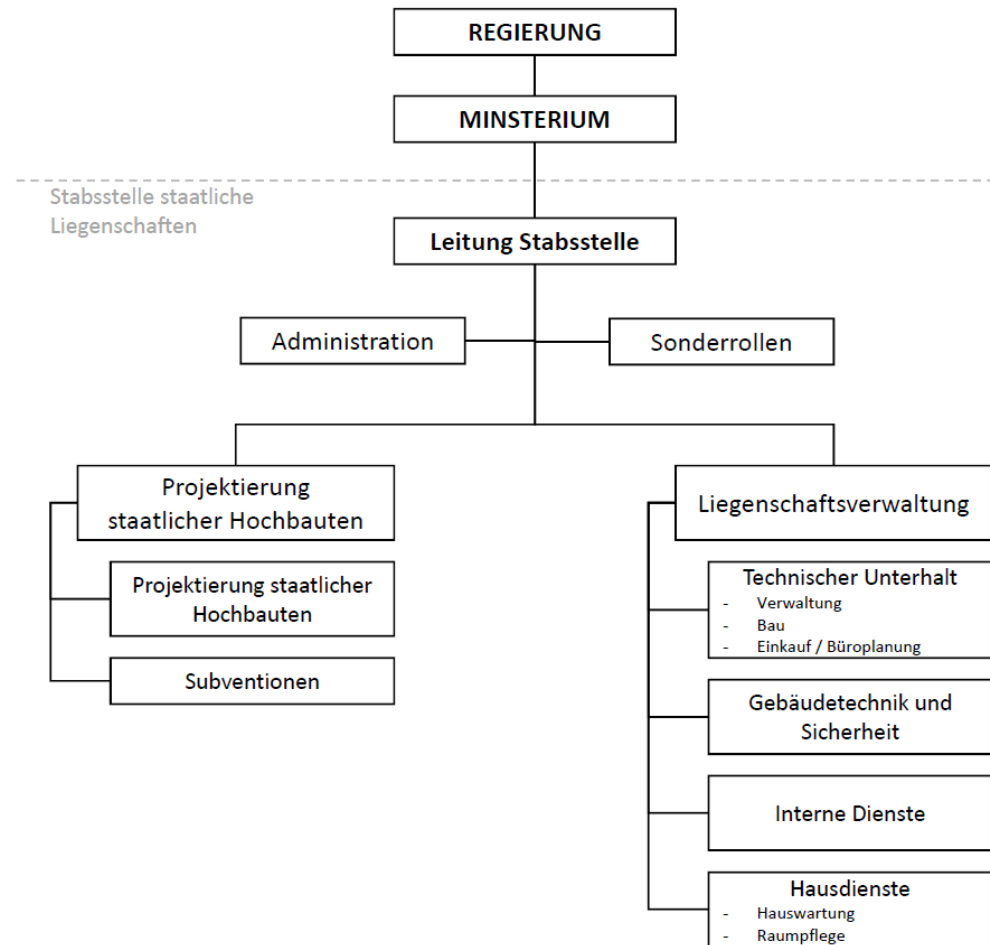 REGIERUNG
MINSTERIUM
Stabsstelle staatliche
Liegenschaften
Leitung Stabsstelle
Administration
Sonderrollen
Projektierung
staatlicher Hochbauten
Projektierung staatlicher
Hochbauten
Subventionen
Liegenschaftsverwaltung
Technischer Unterhalt
- Verwaltung
- Bau
- Einkauf / Büroplanung
Gebäudetechnik und
Sicherheit
Interne Dienste
Hausdienste
- Hauswartung
- Raumpflege